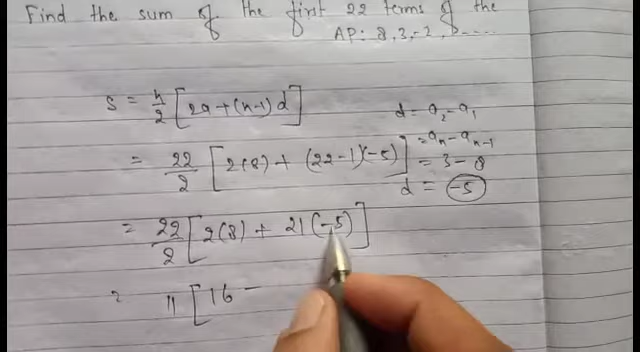 Find the sum of the first 22 terms of the
AP: 8, 3, -2, .....
S = n/2 [2a + (n-1) d]
d = a₂ - a₁
= aₙ - aₙ₋₁
= 22/2 [2(8) + (22-1)(-5)]
= 3 - 8
d = -5
= 22/2 [2(8) + 21(-5)]
= 11 [16 -